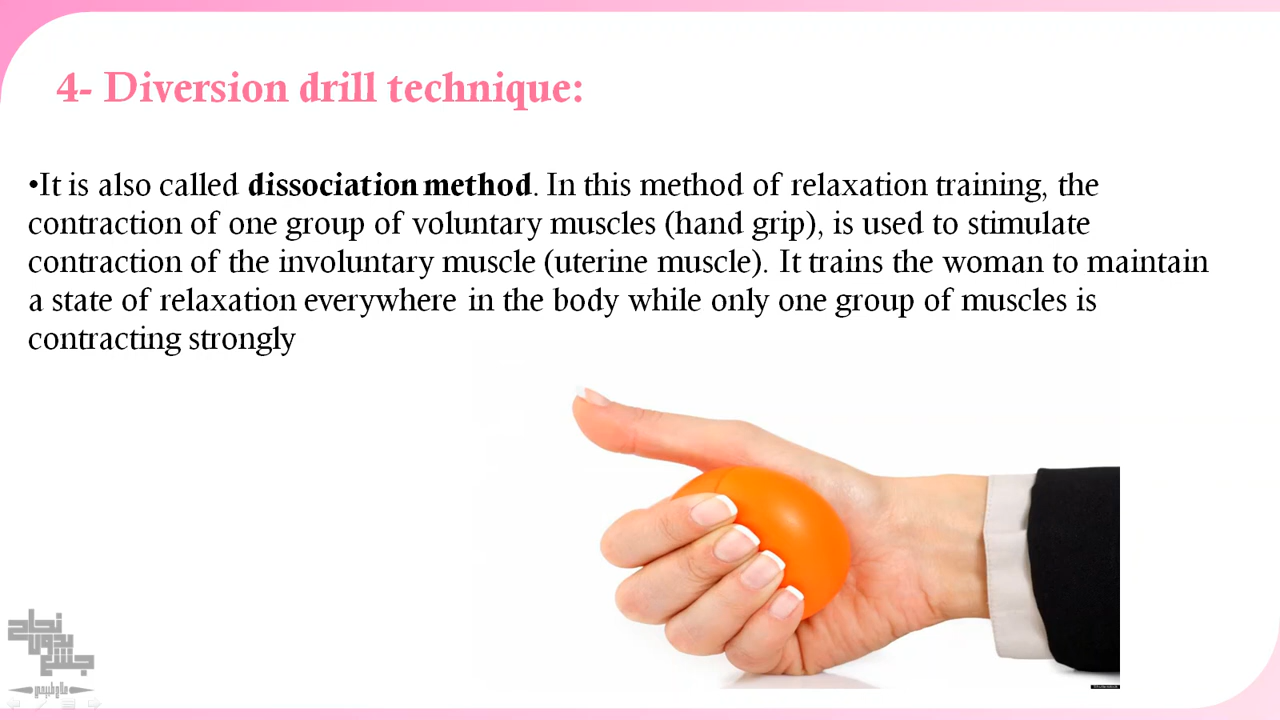 4- Diversion drill technique:
•It is also called dissociation method. In this method of relaxation training, the
contraction of one group of voluntary muscles (hand grip), is used to stimulate
contraction of the involuntary muscle (uterine muscle). It trains the woman to maintain
a state of relaxation everywhere in the body while only one group of muscles is
contracting strongly
نجاح
بدون
جشع